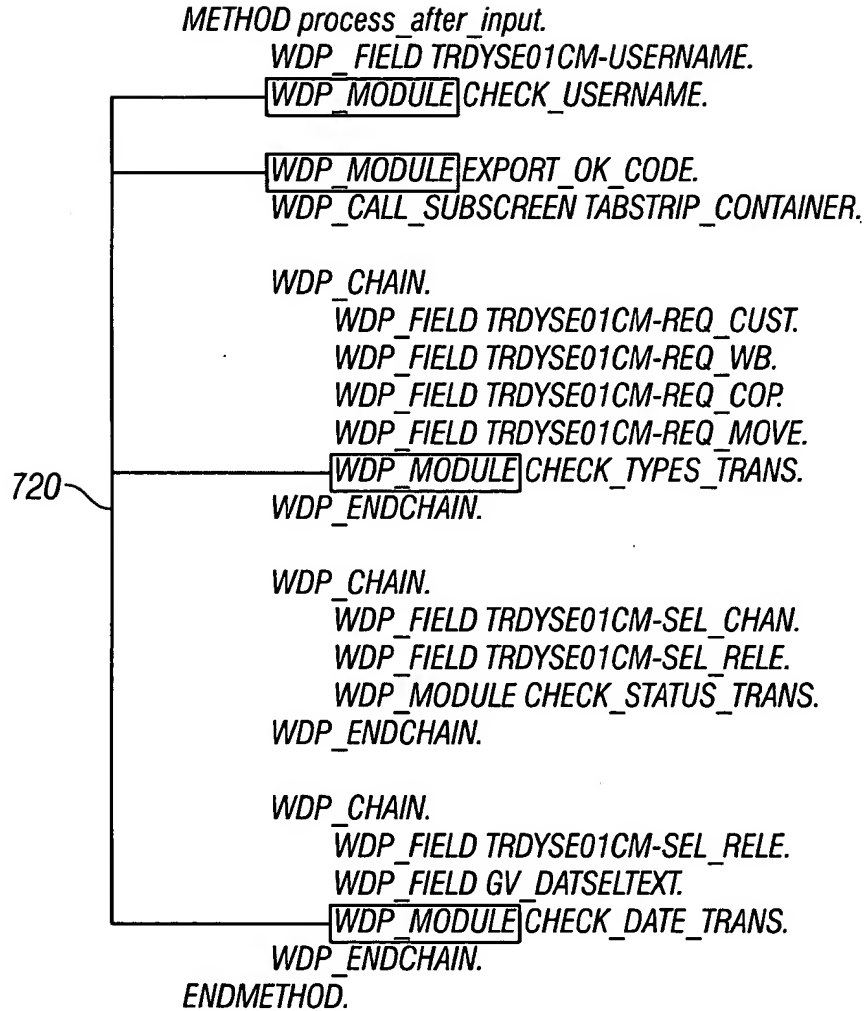 METHOD process_after_input.
WDP_ FIELD TRDYSE01CM-USERNAME.
WDP_MODULE CHECK_USERNAME.
WDP_MODULE EXPORT_OK_CODE.
WDP_CALL_SUBSCREEN TABSTRIP_CONTAINER.
WDP_CHAIN.
WDP_FIELD TRDYSE01CM-REQ_CUST.
WDP_FIELD TRDYSE01CM-REQ_WB.
WDP_FIELD TRDYSE01CM-REQ_COP.
WDP_FIELD TRDYSE01CM-REQ_MOVE.
WDP_MODULE CHECK_TYPES_TRANS.
720
WDP_ENDCHAIN.
WDP_CHAIN.
WDP_FIELD TRDYSE01CM-SEL_CHAN.
WDP_FIELD TRDYSE01CM-SEL_RELE.
WDP_MODULE CHECK_STATUS_TRANS.
WDP_ENDCHAIN.
WDP_CHAIN.
WDP_FIELD TRDYSE01CM-SEL_RELE.
WDP_FIELD GV_DATSELTEXT.
WDP_MODULE CHECK_DATE_TRANS.
WDP_ENDCHAIN.
ENDMETHOD.